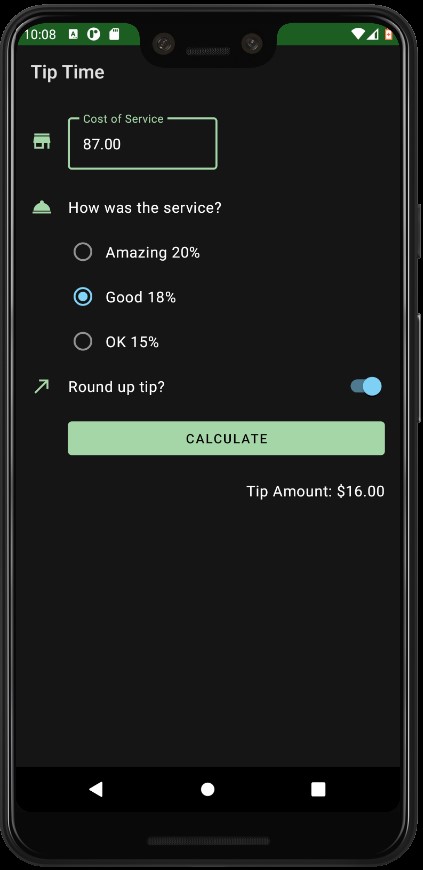 10:08
Tip Time
Cost of Service
87.00
How was the service?
Amazing 20%
Good 18%
OK 15%
Round up tip?
CALCULATE
Tip Amount: $16.00